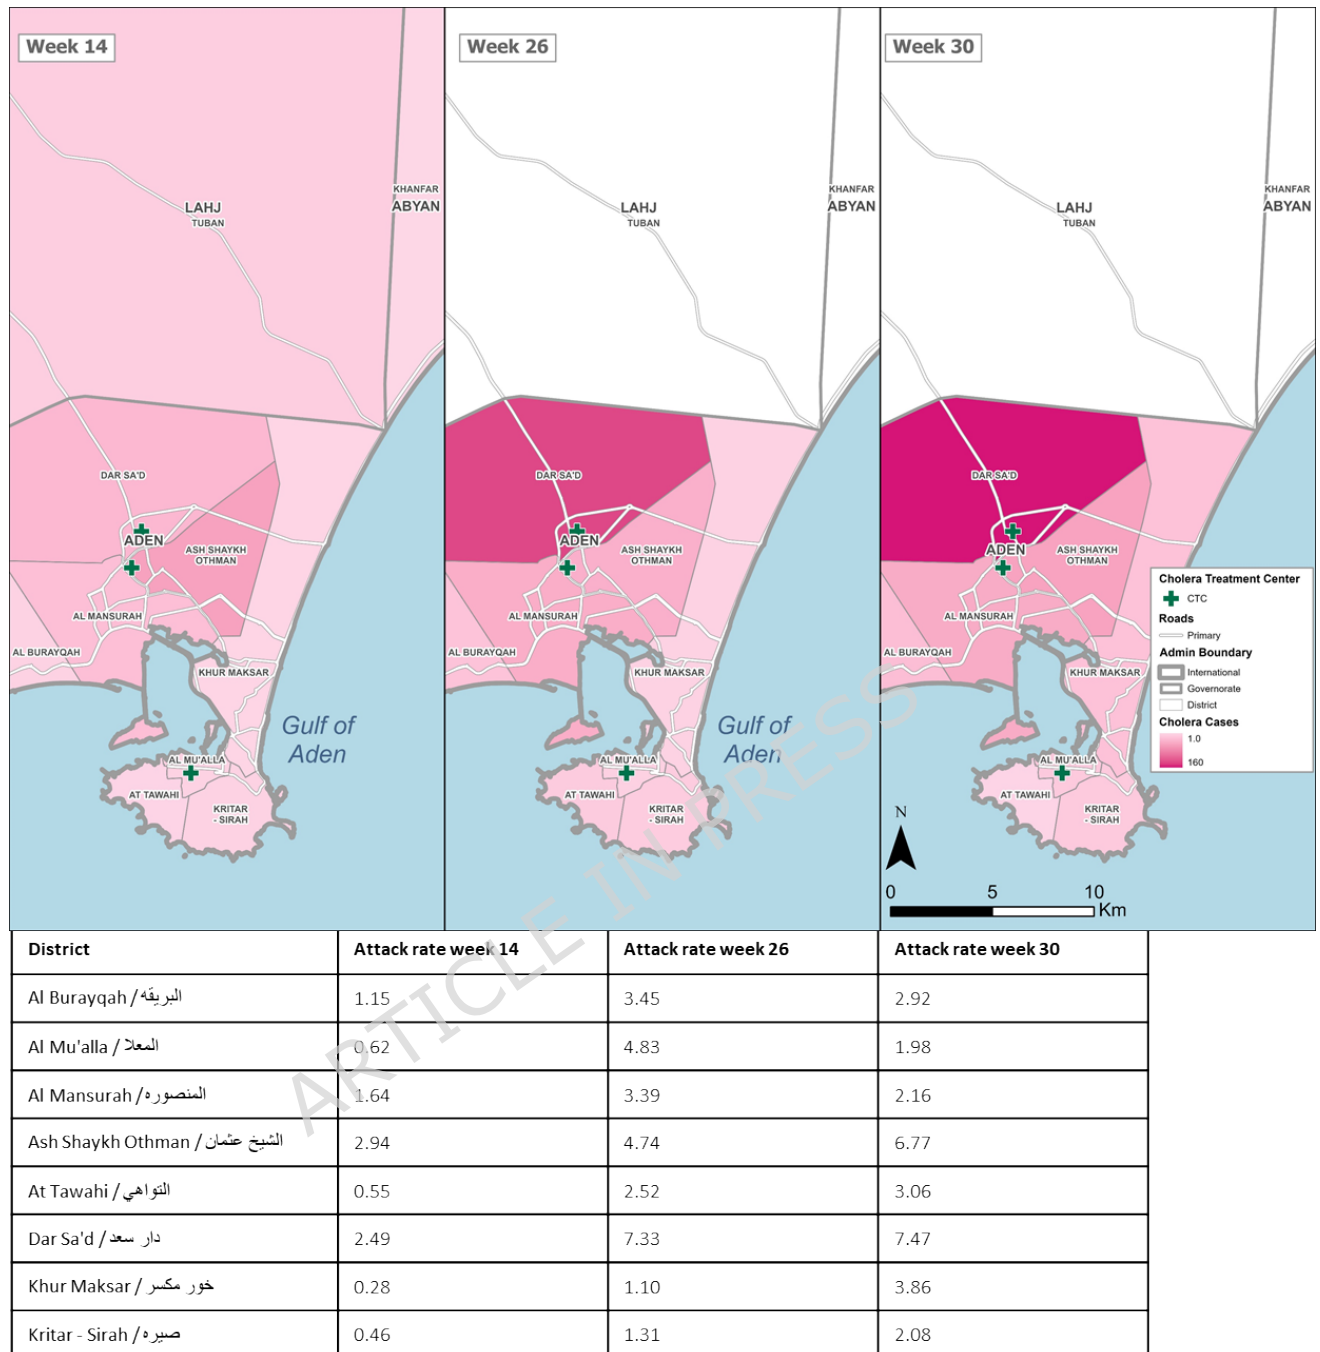 Week 14
LAHJ
TUBAN
KHANFAR
ABYAN
DAR SA'D
ADEN
ASH SHAYKH
OTHMAN
AL MANSURAH
AL BURAYQAH
KHUR MAKSAR
Gulf of
Aden
AL MU'ALLA
AT TAWAHI
KRITAR
- SIRAH
Week 26
LAHJ
TUBAN
KHANFAR
ABYAN
DAR SA'D
ADEN
ASH SHAYKH
OTHMAN
AL MANSURAH
AL BURAYQAH
KHUR MAKSAR
Gulf of
Aden
AL MU'ALLA
AT TAWAHI
KRITAR
- SIRAH
Week 30
LAHJ
TUBAN
KHANFAR
ABYAN
DAR SA'D
ADEN
ASH SHAYKH
OTHMAN
AL MANSURAH
AL BURAYQAH
KHUR MAKSAR
AL MU'ALLA
AT TAWAHI
KRITAR
- SIRAH
Cholera Treatment Center
CTC
Roads
Primary
Admin Boundary
International
Governorate
District
Cholera Cases
1.0
160
N
0 5 10
Km
ARTICLE IN PRESS
District Attack rate week 14 Attack rate week 26 Attack rate week 30
Al Burayqah / البريقه 1.15 3.45 2.92
Al Mu'alla / المعلا 0.62 4.83 1.98
Al Mansurah / المنصوره 1.64 3.39 2.16
Ash Shaykh Othman / الشيخ عثمان 2.94 4.74 6.77
At Tawahi / التواهي 0.55 2.52 3.06
Dar Sa'd / دار سعد 2.49 7.33 7.47
Khur Maksar / خور مكسر 0.28 1.10 3.86
Kritar - Sirah / صيره 0.46 1.31 2.08